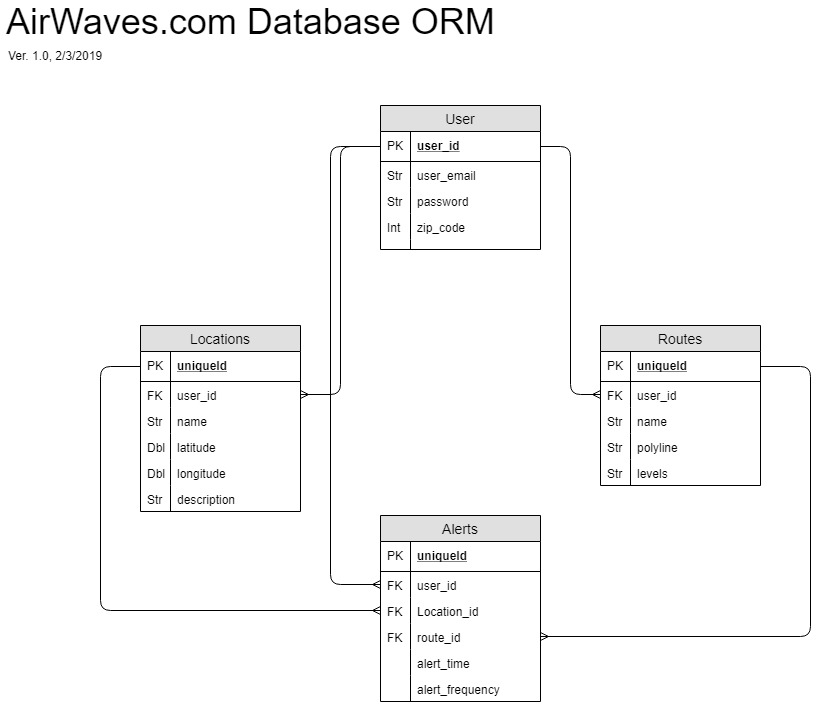 AirWaves.com Database ORM
Ver. 1.0, 2/3/2019
User
PK user_id
Str user_email
Str password
Int zip_code
Locations
PK uniqueId
FK user_id
Str name
Dbl latitude
Dbl longitude
Str description
Routes
PK uniqueId
FK user_id
Str name
Str polyline
Str levels
Alerts
PK uniqueId
FK user_id
FK Location_id
FK route_id
alert_time
alert_frequency